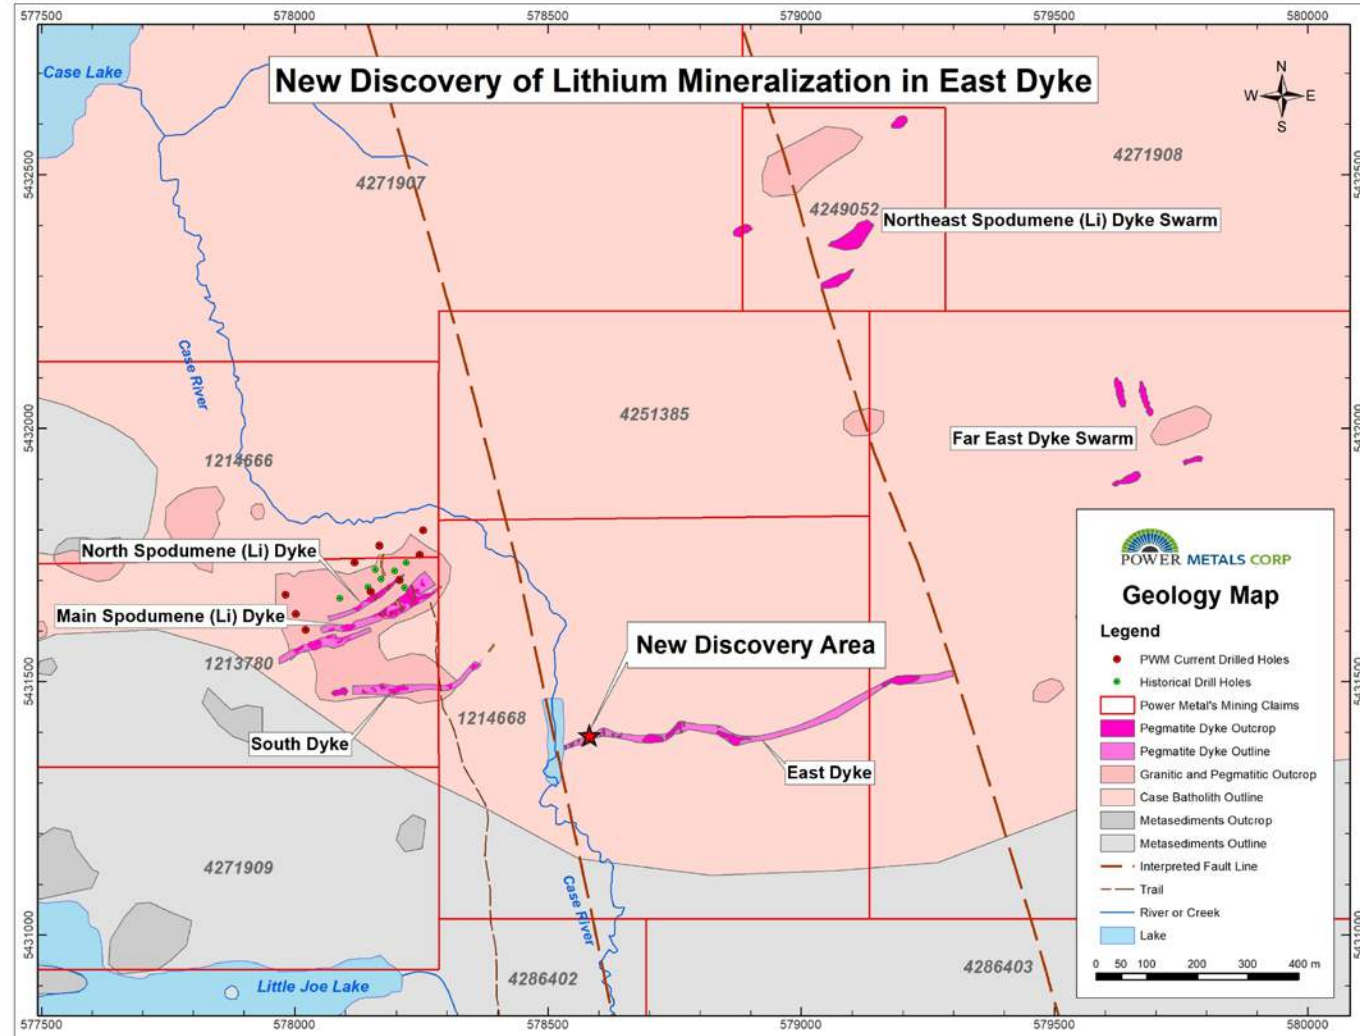 577500 578000 578500 579000 579500 580000
New Discovery of Lithium Mineralization in East Dyke
N
W E
S
Case Lake
5432500
4271907
4271908
5432500
4249052
Northeast Spodumene (Li) Dyke Swarm
Case River
5432000
4251385
5432000
Far East Dyke Swarm
1214666
North Spodumene (Li) Dyke
Main Spodumene (Li) Dyke
New Discovery Area
5431500
1213780
5431500
1214668
South Dyke
East Dyke
4271909
Case River
5431000
5431000
4286402
4286403
Little Joe Lake
POWER METALS CORP
Geology Map
Legend
PWM Current Drilled Holes
Historical Drill Holes
Power Metal's Mining Claims
Pegmatite Dyke Outcrop
Pegmatite Dyke Outline
Granitic and Pegmatitic Outcrop
Case Batholith Outline
Metasediments Outcrop
Metasediments Outline
Interpreted Fault Line
Trail
River or Creek
Lake
0 100 200 300 400 m
577500 578000 578500 579000 579500 580000